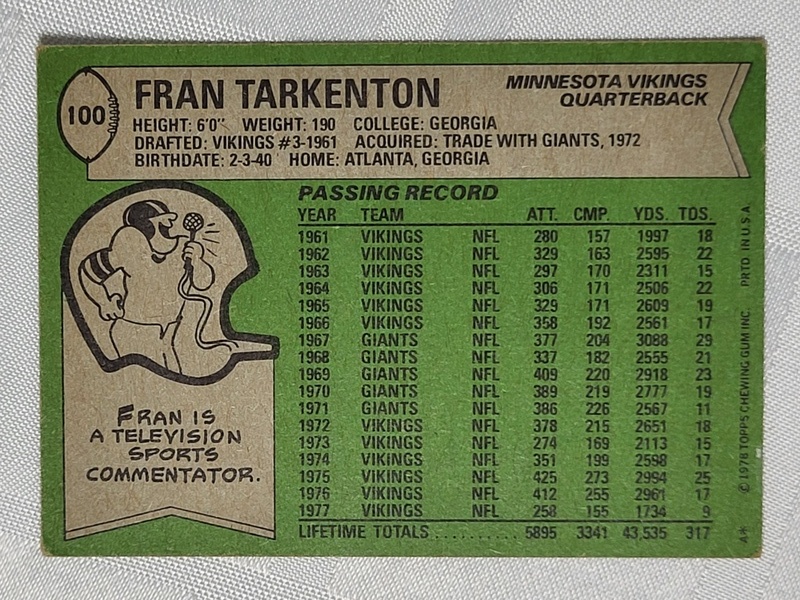 100
FRAN TARKENTON
MINNESOTA VIKINGS
QUARTERBACK
HEIGHT: 6'0" WEIGHT: 190 COLLEGE: GEORGIA
DRAFTED: VIKINGS #3-1961 ACQUIRED: TRADE WITH GIANTS, 1972
BIRTHDATE: 2-3-40 HOME: ATLANTA, GEORGIA
PASSING RECORD
YEAR TEAM ATT. CMP. YDS. TDS.
1961 VIKINGS NFL 280 157 1997 18
1962 VIKINGS NFL 329 163 2595 22
1963 VIKINGS NFL 297 170 2311 15
1964 VIKINGS NFL 306 171 2506 22
1965 VIKINGS NFL 329 171 2609 19
1966 VIKINGS NFL 358 192 2561 17
1967 GIANTS NFL 377 204 3088 29
1968 GIANTS NFL 337 182 2555 21
1969 GIANTS NFL 409 220 2918 23
1970 GIANTS NFL 389 219 2777 19
1971 GIANTS NFL 386 226 2567 11
1972 VIKINGS NFL 378 215 2651 18
1973 VIKINGS NFL 274 169 2113 15
1974 VIKINGS NFL 351 199 2598 17
1975 VIKINGS NFL 425 273 2994 25
1976 VIKINGS NFL 412 255 2961 17
1977 VIKINGS NFL 258 155 1734 9
LIFETIME TOTALS .......... 5895 3341 43,535 317
FRAN IS
A TELEVISION
SPORTS
COMMENTATOR.
A* © 1978 TOPPS CHEWING GUM INC. PRTD. IN U.S.A